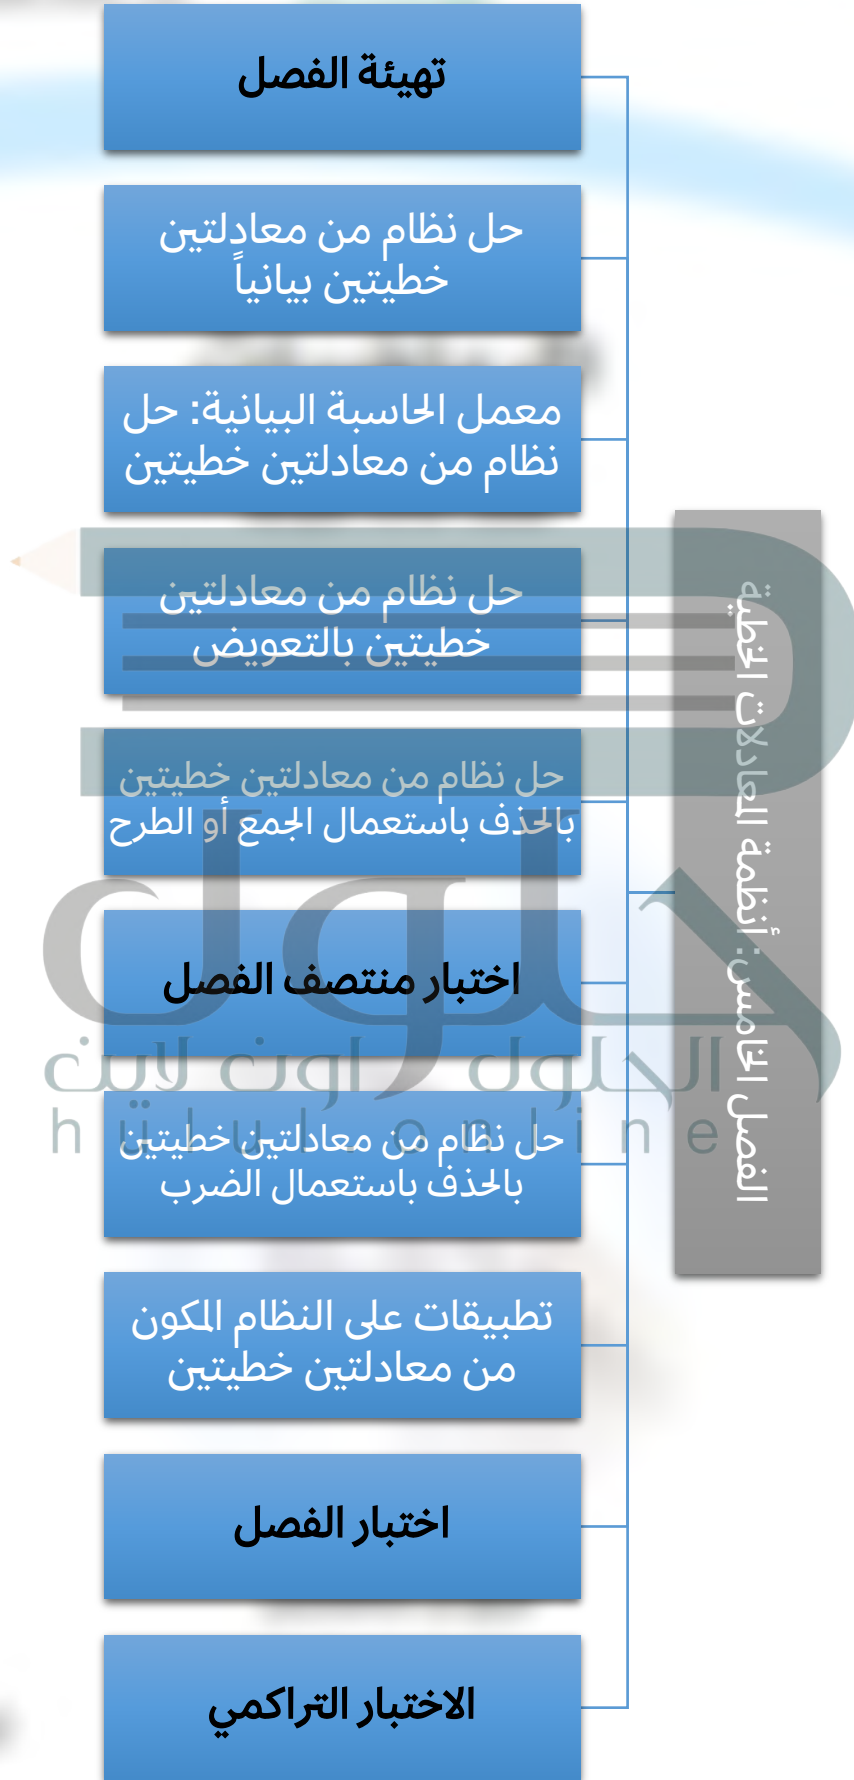 الفصل الخامس: أنظمة المعادلات الخطية
تهيئة الفصل
حل نظام من معادلتين
خطيتين بيانياً
معمل الحاسبة البيانية: حل
نظام من معادلتين خطيتين
حل نظام من معادلتين
خطيتين بالتعويض
حل نظام من معادلتين خطيتين
بالحذف باستعمال الجمع أو الطرح
اختبار منتصف الفصل
حل نظام من معادلتين خطيتين
بالحذف باستعمال الضرب
تطبيقات على النظام المكون
من معادلتين خطيتين
اختبار الفصل
الاختبار التراكمي
حلول
الحلول اون لاين
hulul.online